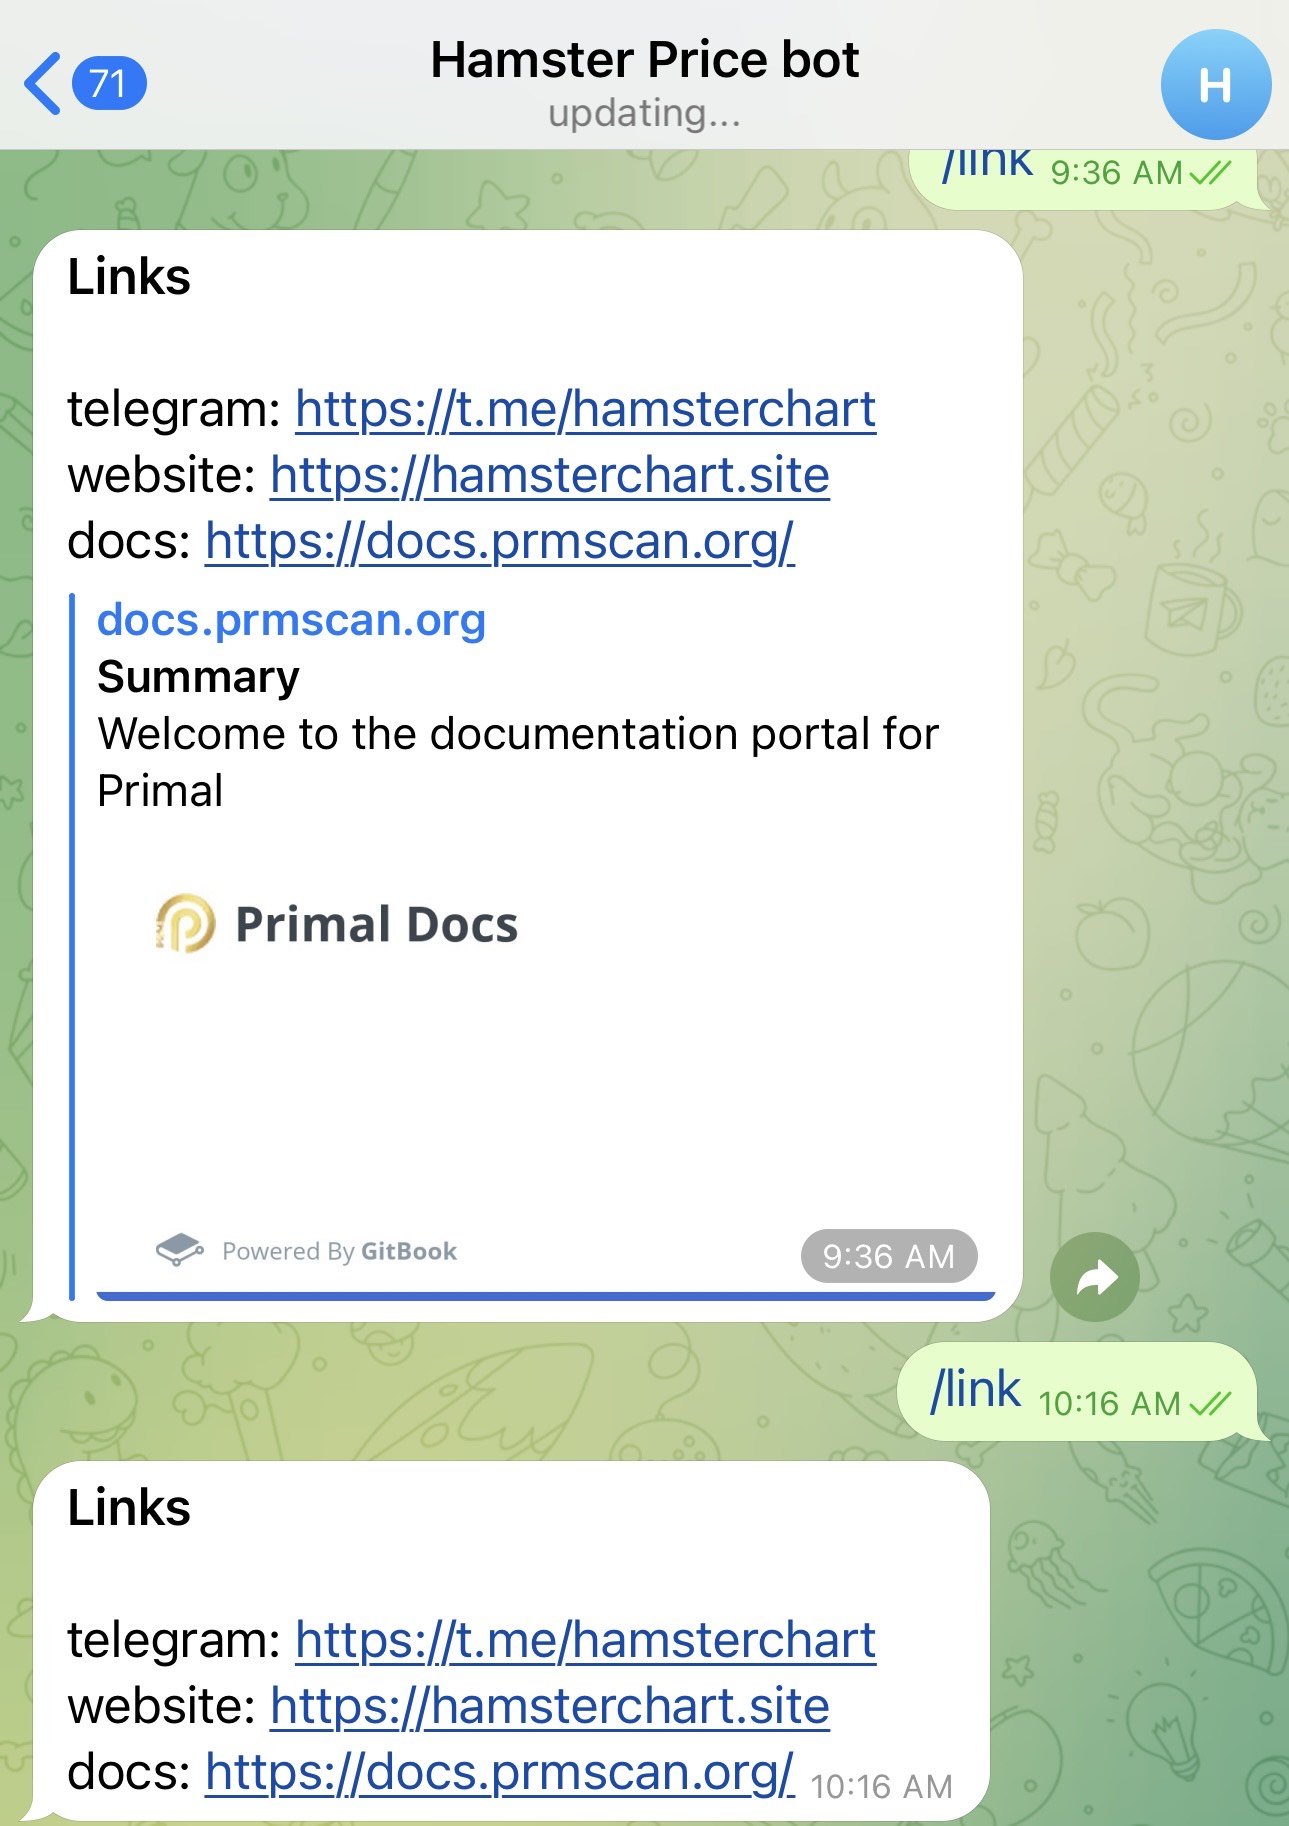 71
Hamster Price bot
updating...
H
/link 9:36 AM
Links
telegram: https://t.me/hamsterchart
website: https://hamsterchart.site
docs: https://docs.prmscan.org/
docs.prmscan.org
Summary
Welcome to the documentation portal for
Primal
Primal Docs
Powered By GitBook
9:36 AM
/link 10:16 AM
Links
telegram: https://t.me/hamsterchart
website: https://hamsterchart.site
docs: https://docs.prmscan.org/ 10:16 AM